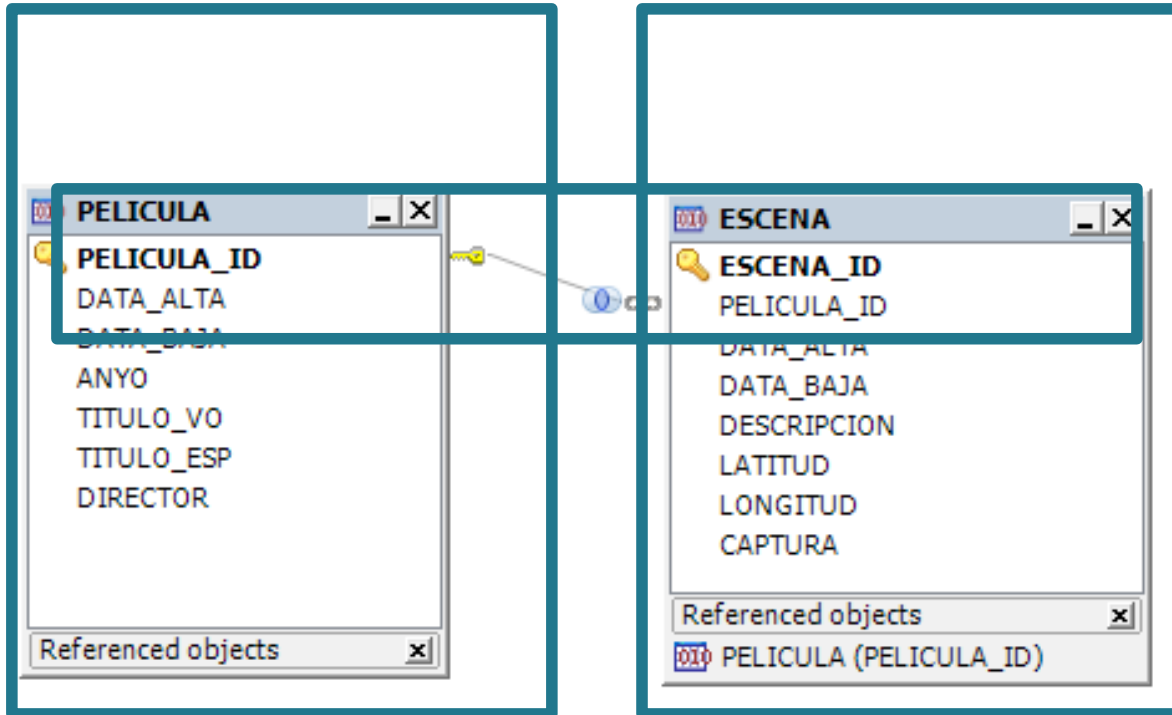 PELICULA
PELICULA_ID
DATA_ALTA
DATA_BAJA
ANYO
TITULO_VO
TITULO_ESP
DIRECTOR
Referenced objects
ESCENA
ESCENA_ID
PELICULA_ID
DATA_ALTA
DATA_BAJA
DESCRIPCION
LATITUD
LONGITUD
CAPTURA
Referenced objects
PELICULA (PELICULA_ID)